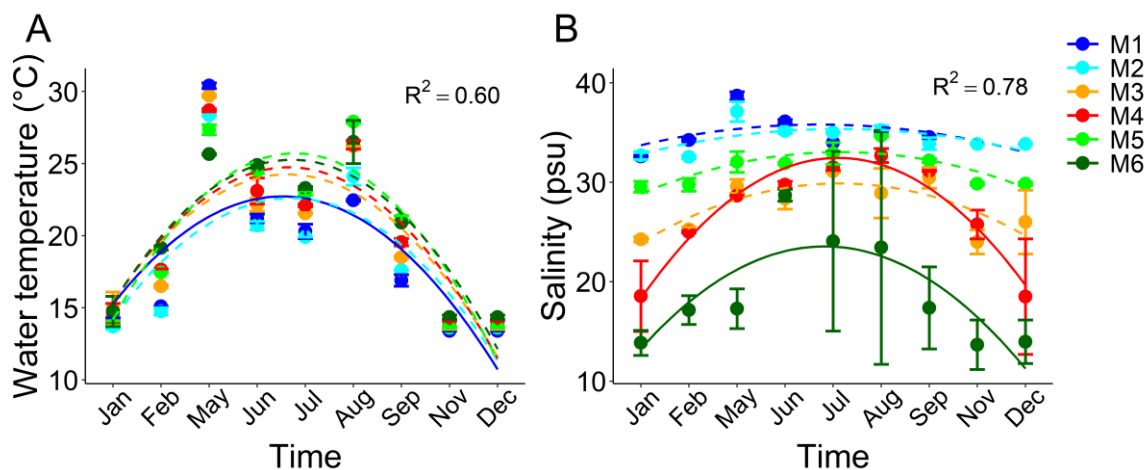 A
Water temperature (°C)
30
25
20
15
10
R² = 0.60
Jan
Feb
May
Jun
Jul
Aug
Sep
Nov
Dec
Time
B
Salinity (psu)
40
30
20
10
R² = 0.78
Jan
Feb
May
Jun
Jul
Aug
Sep
Nov
Dec
Time
M1
M2
M3
M4
M5
M6